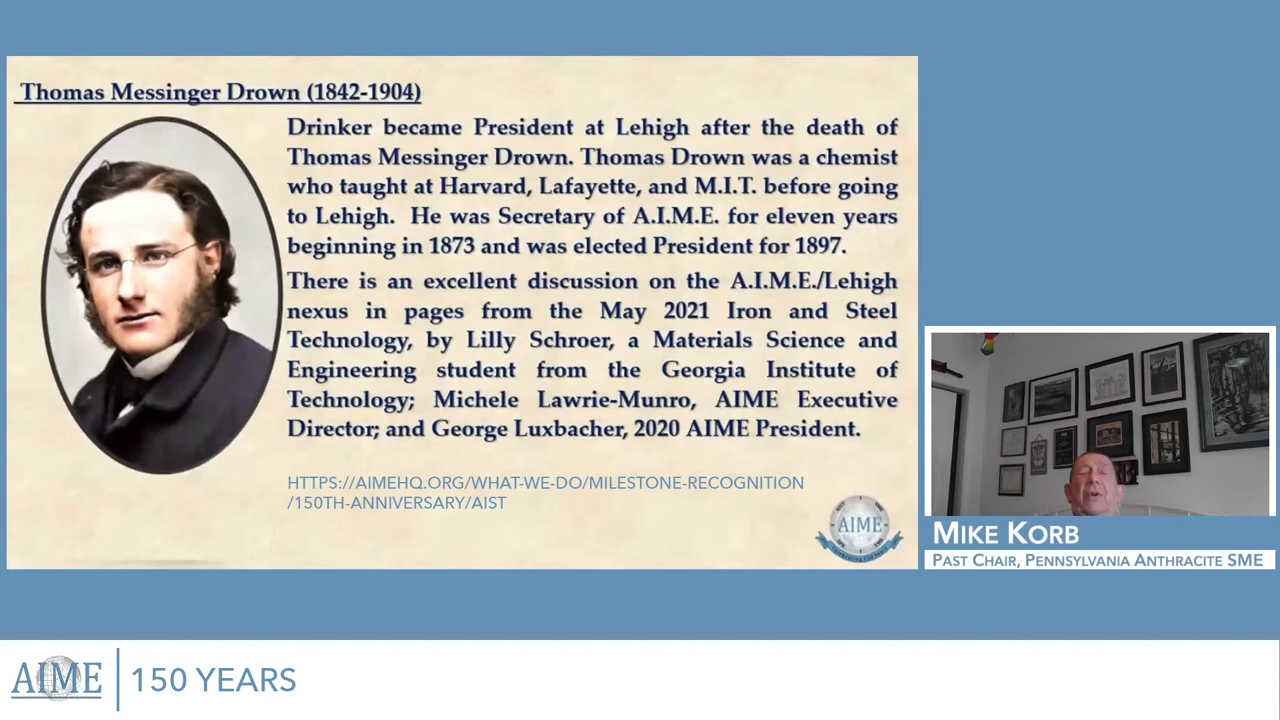 Thomas Messinger Drown (1842-1904)
Drinker became President at Lehigh after the death of
Thomas Messinger Drown. Thomas Drown was a chemist
who taught at Harvard, Lafayette, and M.I.T. before going
to Lehigh. He was Secretary of A.I.M.E. for eleven years
beginning in 1873 and was elected President for 1897.
There is an excellent discussion on the A.I.M.E./Lehigh
nexus in pages from the May 2021 Iron and Steel
Technology, by Lilly Schroer, a Materials Science and
Engineering student from the Georgia Institute of
Technology; Michele Lawrie-Munro, AIME Executive
Director; and George Luxbacher, 2020 AIME President.
HTTPS://AIMEHQ.ORG/WHAT-WE-DO/MILESTONE-RECOGNITION
/150TH-ANNIVERSARY/AIST
AIME
MIKE KORB
PAST CHAIR, PENNSYLVANIA ANTHRACITE SME
AIME
150 YEARS